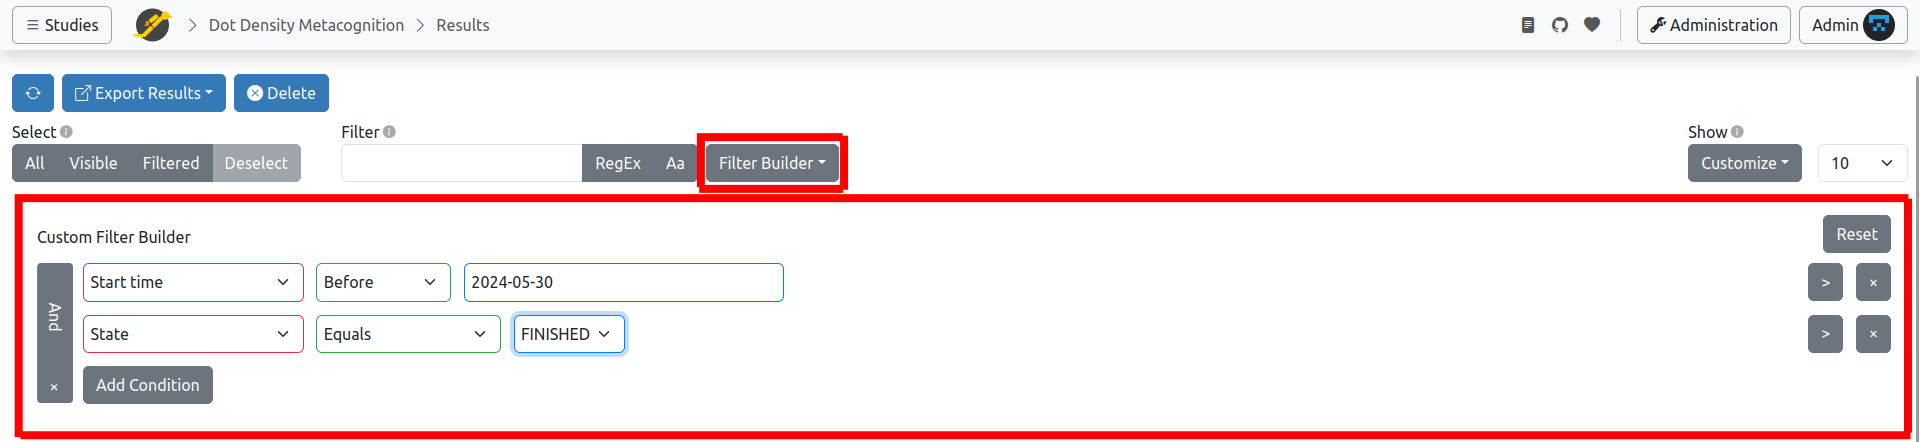 Studies Dot Density Metacognition Results Administration Admin
Export Results Delete
Select Filter Show
All Visible Filtered Deselect RegEx Aa Filter Builder Customize 10
Custom Filter Builder Reset
And
Start time Before 2024-05-30 > ×
State Equals FINISHED > ×
× Add Condition